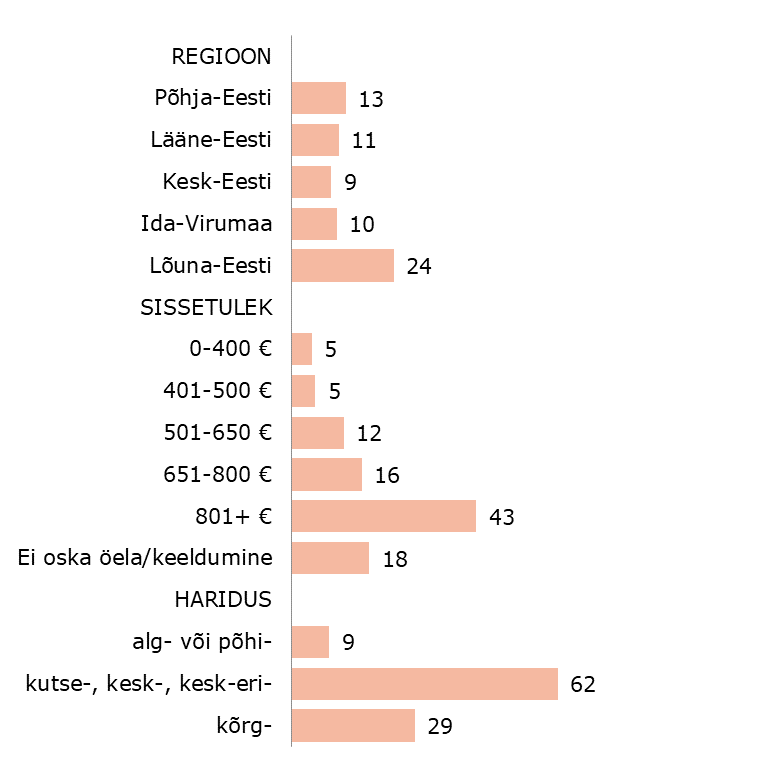 REGIOON
Põhja-Eesti 13
Lääne-Eesti 11
Kesk-Eesti 9
Ida-Virumaa 10
Lõuna-Eesti 24
SISSETULEK
0-400 € 5
401-500 € 5
501-650 € 12
651-800 € 16
801+ € 43
Ei oska öela/keeldumine 18
HARIDUS
alg- või põhi- 9
kutse-, kesk-, kesk-eri- 62
kõrg- 29